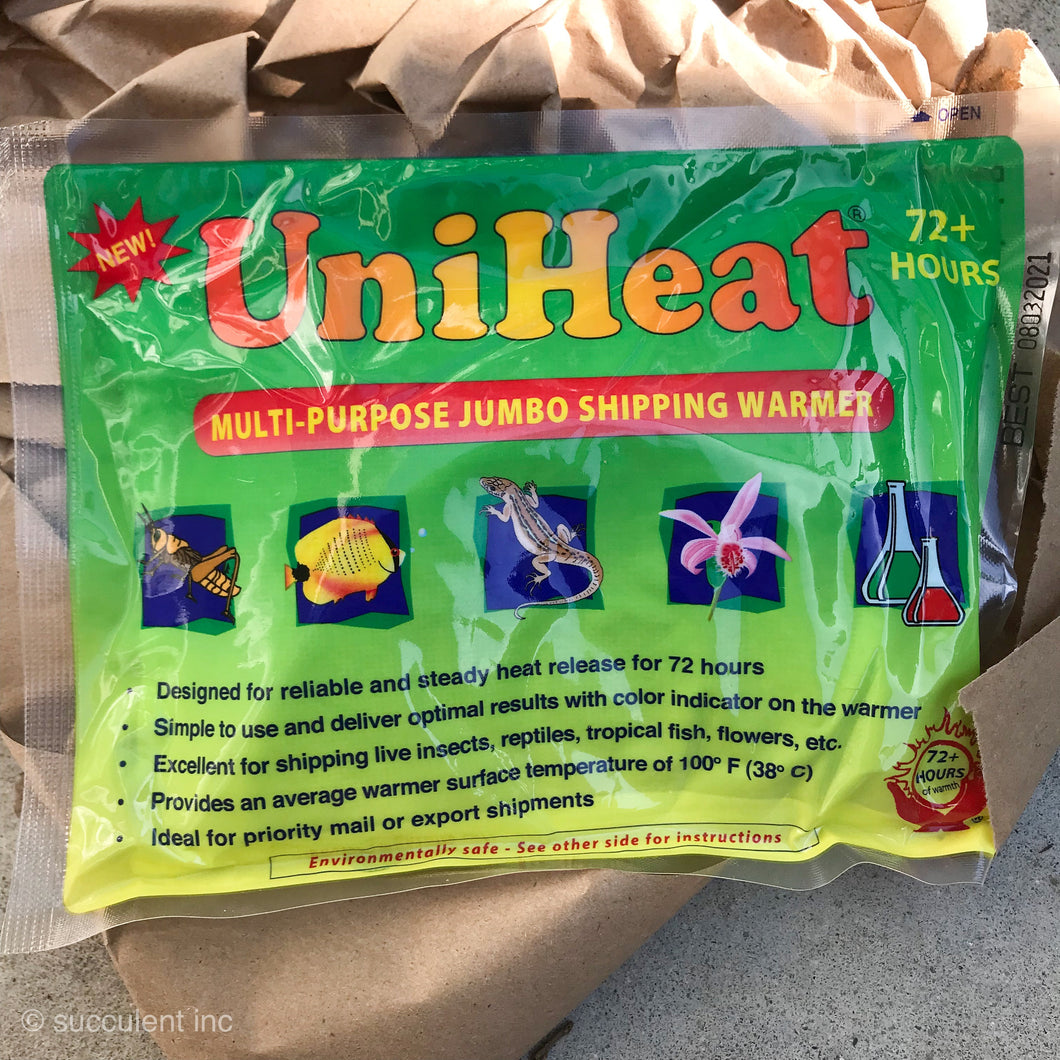 OPEN
NEW!
UniHeat®
72+
HOURS
BEST 08032021
MULTI-PURPOSE JUMBO SHIPPING WARMER
• Designed for reliable and steady heat release for 72 hours
• Simple to use and deliver optimal results with color indicator on the warmer
• Excellent for shipping live insects, reptiles, tropical fish, flowers, etc.
• Provides an average warmer surface temperature of 100° F (38° C)
• Ideal for priority mail or export shipments
72+
HOURS
of warmth
®
Environmentally safe - See other side for instructions
© succulent inc